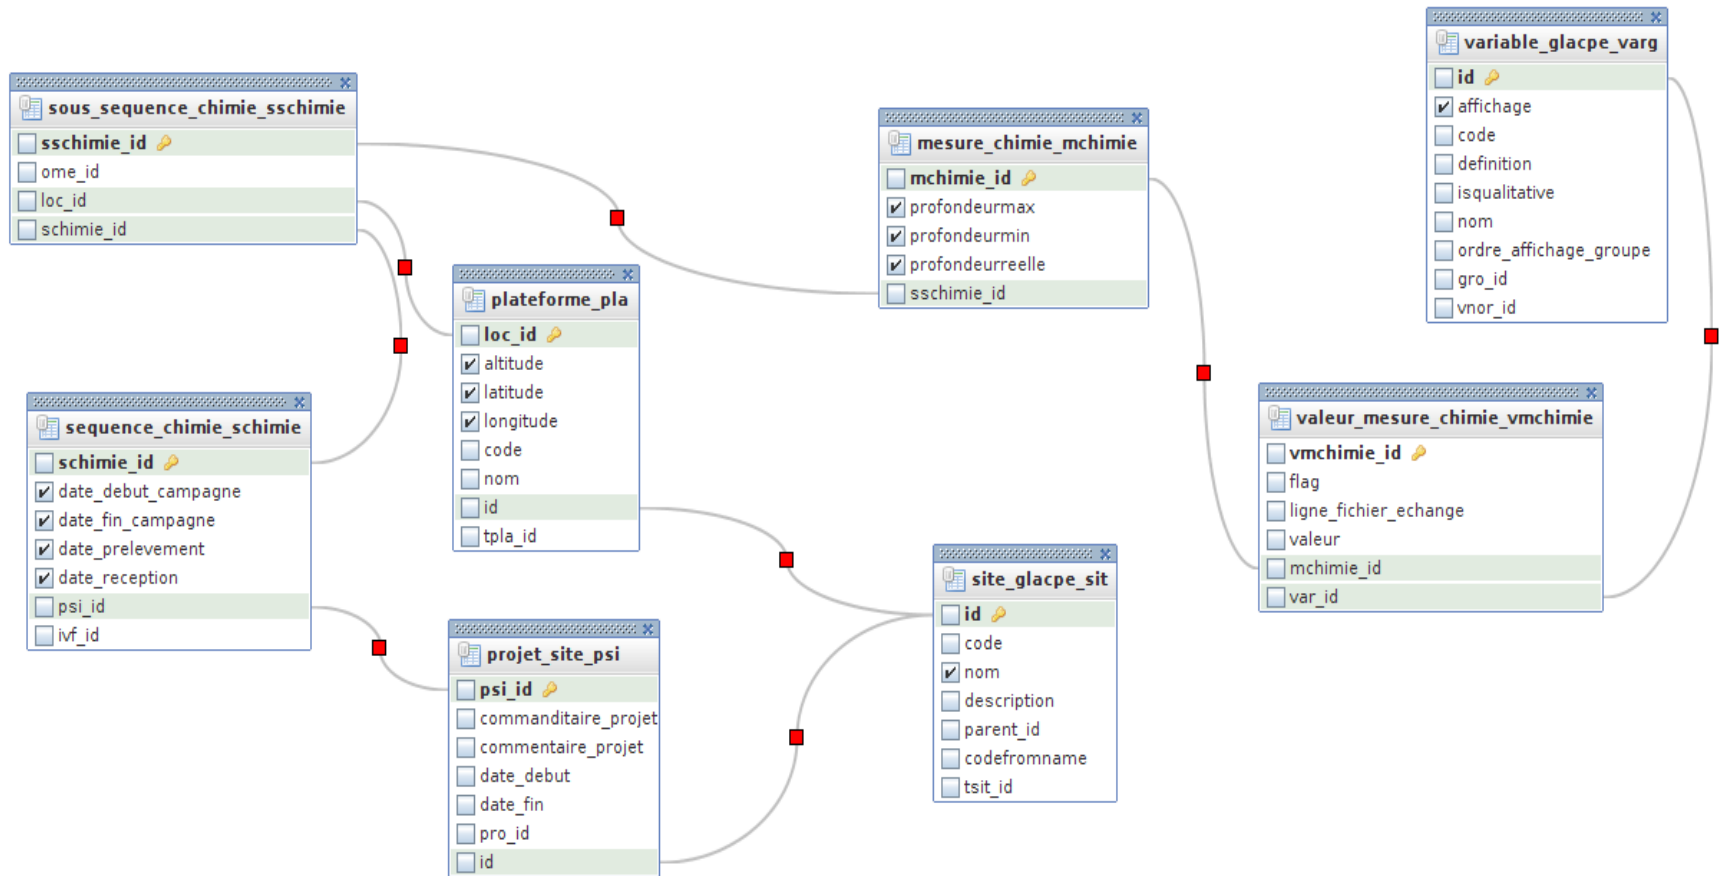 sous_sequence_chimie_sschimie
sschimie_id
ome_id
loc_id
schimie_id
sequence_chimie_schimie
schimie_id
date_debut_campagne
date_fin_campagne
date_prelevement
date_reception
psi_id
ivf_id
plateforme_pla
loc_id
altitude
latitude
longitude
code
nom
id
tpla_id
projet_site_psi
psi_id
commanditaire_projet
commentaire_projet
date_debut
date_fin
pro_id
id
mesure_chimie_mchimie
mchimie_id
profondeurmax
profondeurmin
profondeurreelle
sschimie_id
site_glacpe_sit
id
code
nom
description
parent_id
codefromname
tsit_id
variable_glacpe_varg
id
affichage
code
definition
isqualitative
nom
ordre_affichage_groupe
gro_id
vnor_id
valeur_mesure_chimie_vmchimie
vmchimie_id
flag
ligne_fichier_echange
valeur
mchimie_id
var_id